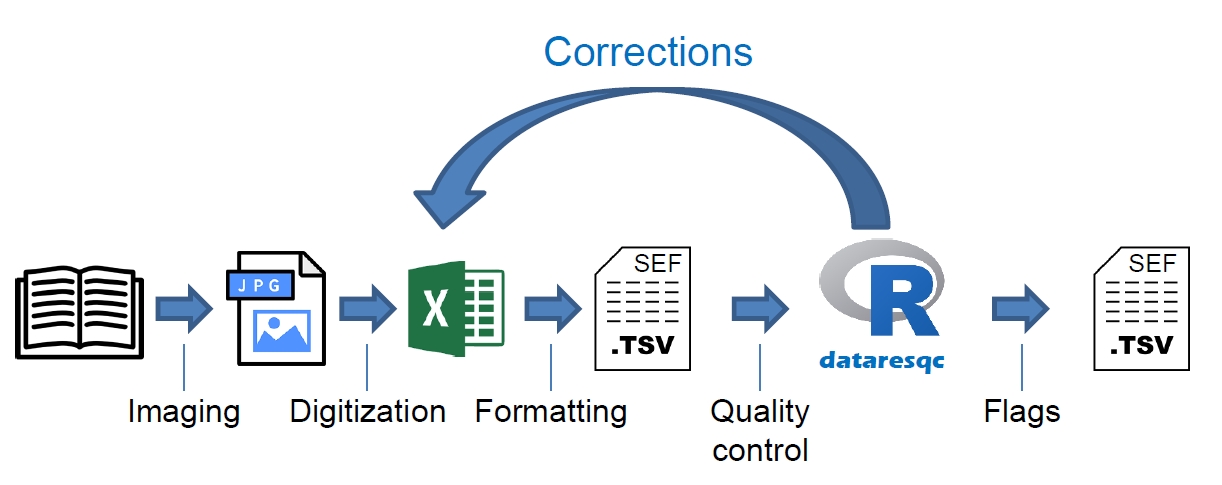 Corrections
JPG
X
SEF
.TSV
R
dataresqc
SEF
.TSV
Imaging
Digitization
Formatting
Quality
control
Flags